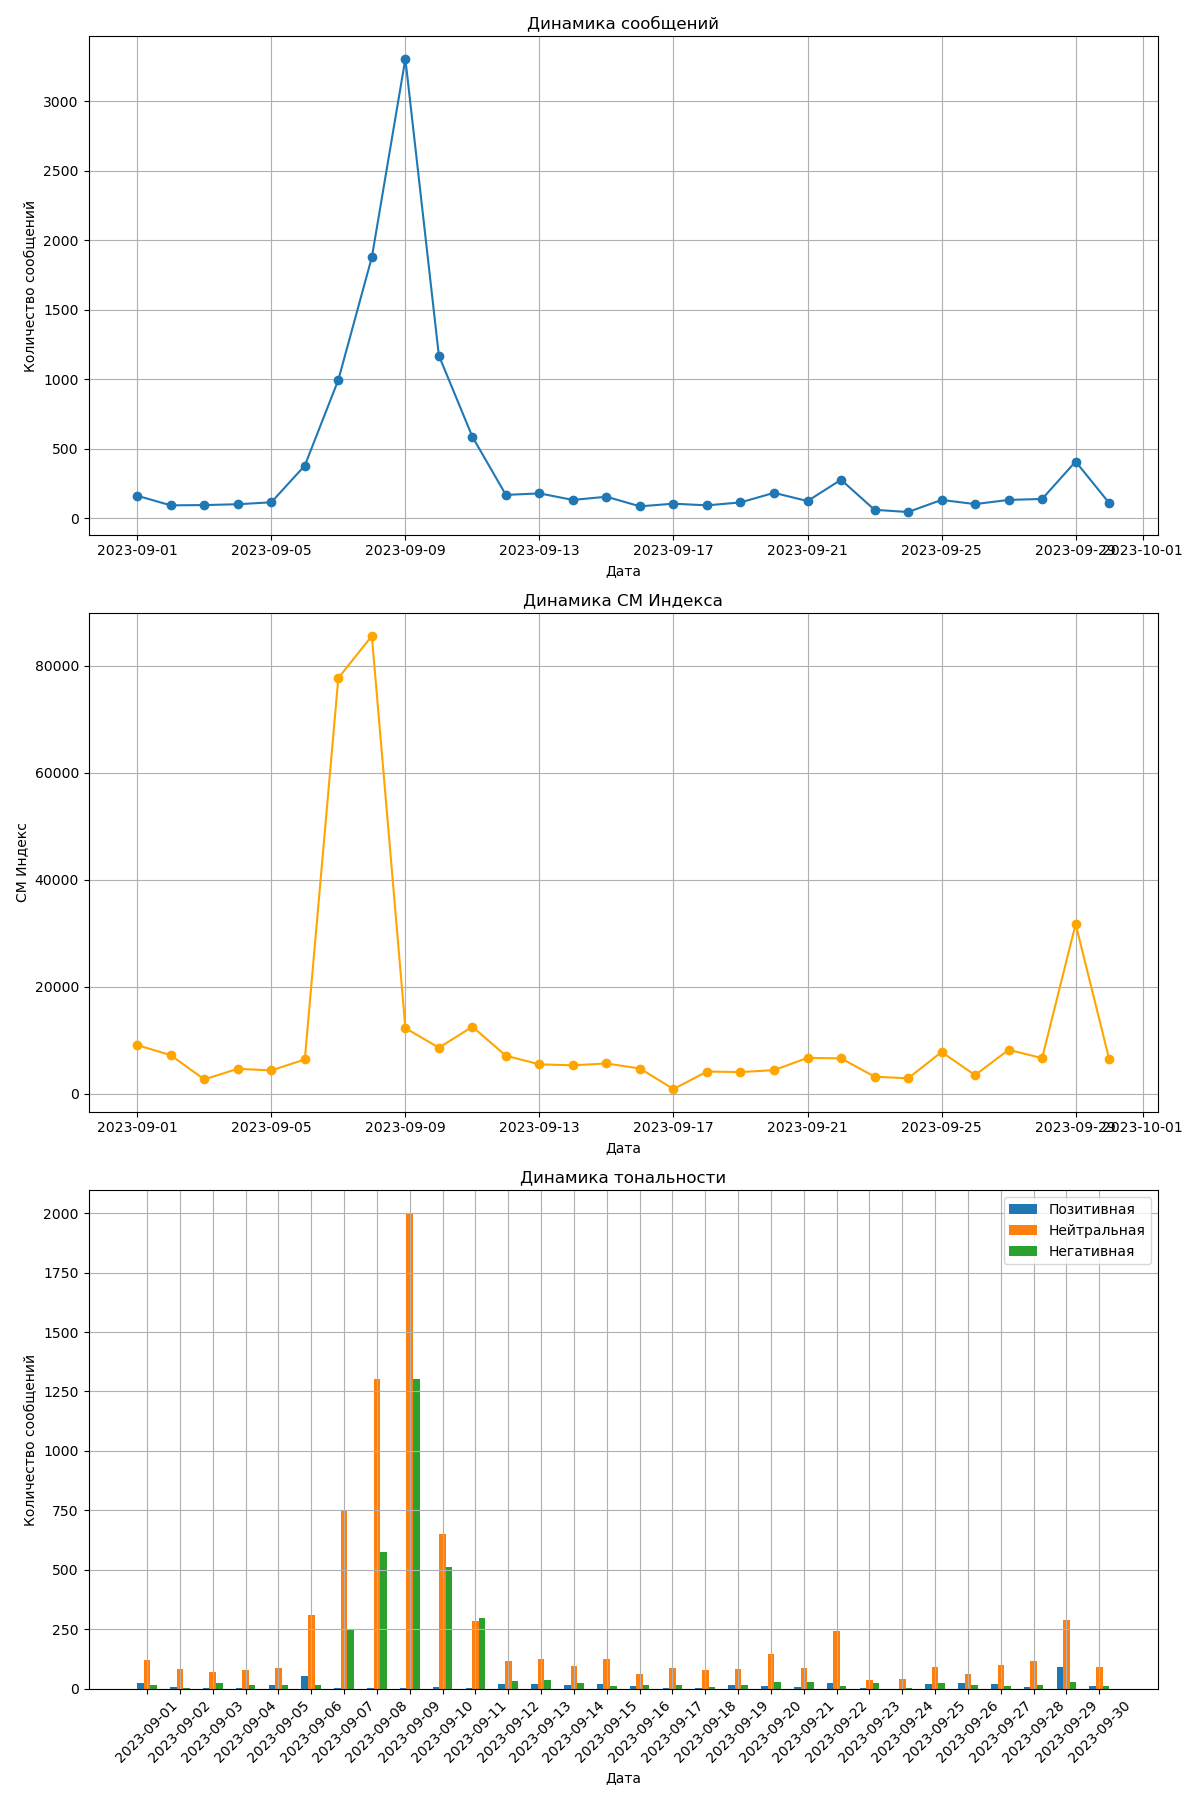 Динамика сообщений
3000
2500
2000
1500
1000
500
0
Количество сообщений
2023-09-01 2023-09-05 2023-09-09 2023-09-13 2023-09-17 2023-09-21 2023-09-25 2023-09-29 2023-10-01
Дата
Динамика СМ Индекса
80000
60000
40000
20000
0
СМ Индекс
2023-09-01 2023-09-05 2023-09-09 2023-09-13 2023-09-17 2023-09-21 2023-09-25 2023-09-29 2023-10-01
Дата
Динамика тональности
Позитивная
Нейтральная
Негативная
2000
1750
1500
1250
1000
750
500
250
0
Количество сообщений
2023-09-01 2023-09-02 2023-09-03 2023-09-04 2023-09-05 2023-09-06 2023-09-07 2023-09-08 2023-09-09 2023-09-10 2023-09-11 2023-09-12 2023-09-13 2023-09-14 2023-09-15 2023-09-16 2023-09-17 2023-09-18 2023-09-19 2023-09-20 2023-09-21 2023-09-22 2023-09-23 2023-09-24 2023-09-25 2023-09-26 2023-09-27 2023-09-28 2023-09-29 2023-09-30
Дата